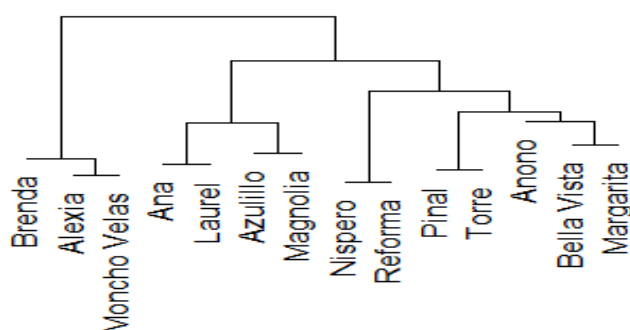 Brenda
Alexia
Moncho Velas
Ana
Laurel
Azulillo
Magnolia
Nispero
Reforma
Pinal
Torre
Anono
Bella Vista
Margarita